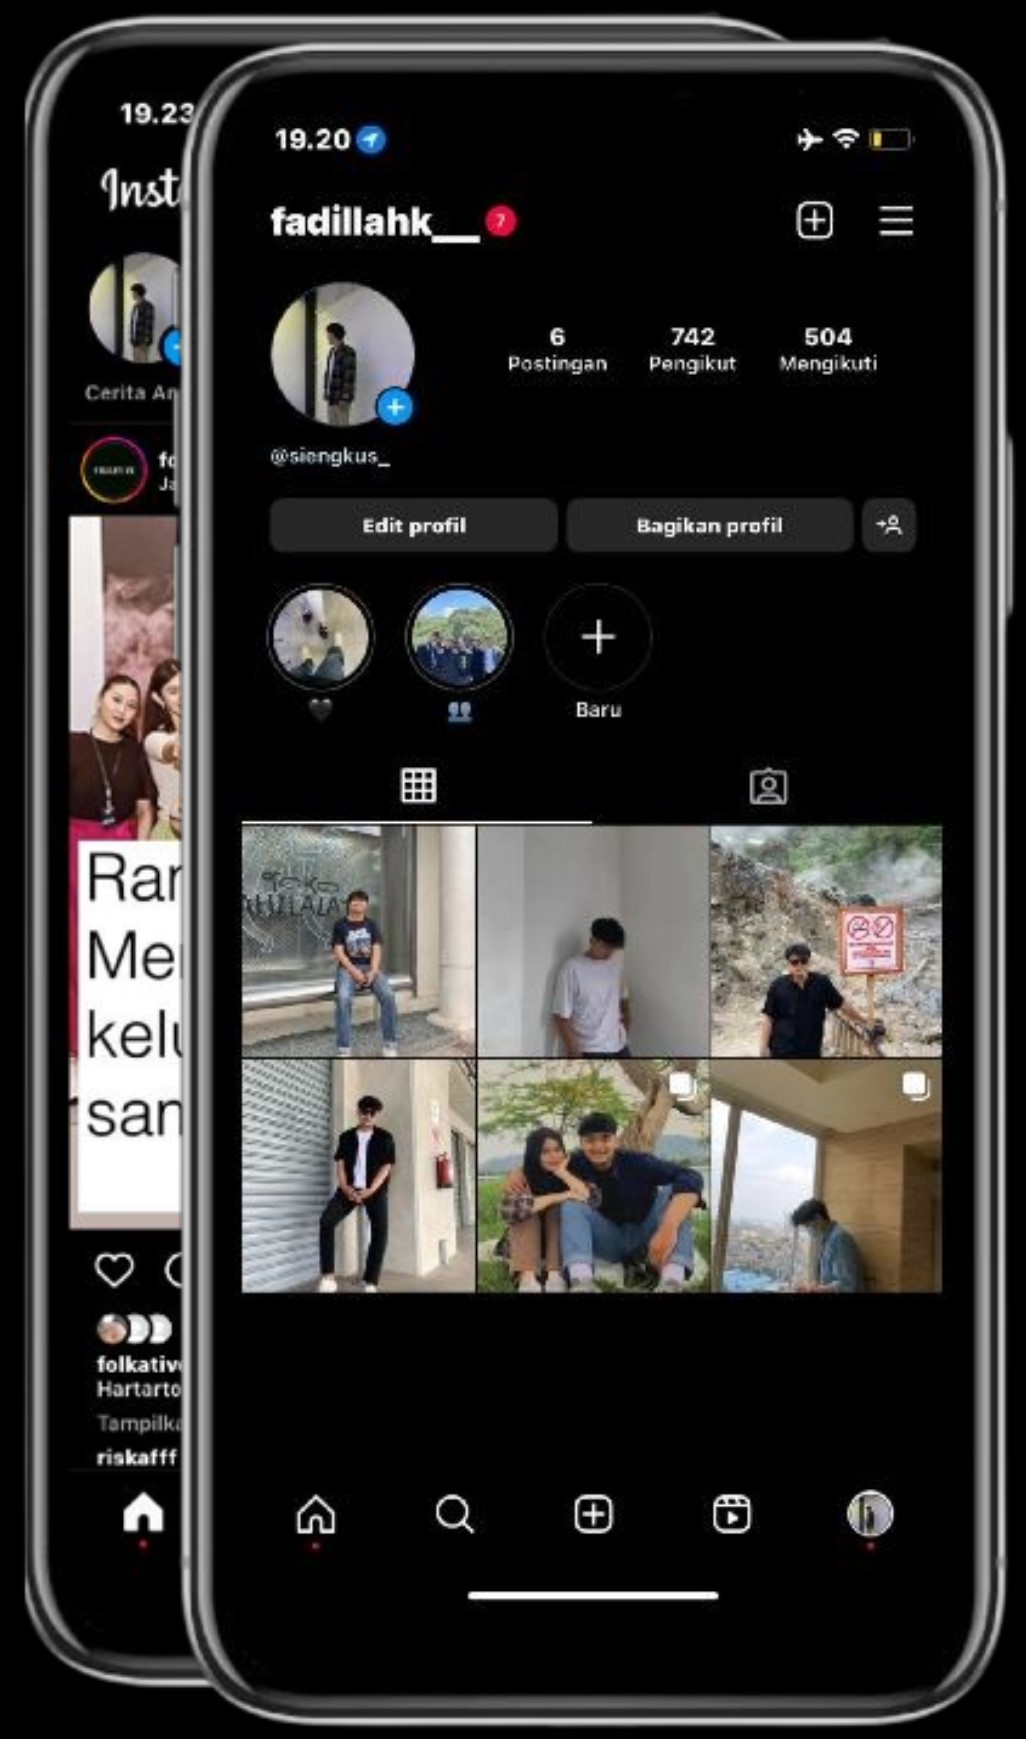 19.23
Inst
Cerita An
fo
Ja
Ran
Me
kelu
san
folkative
Hartarto
Tampilka
riskafff
19.20
fadillahk__ 7
6 742 504
Postingan Pengikut Mengikuti
@siengkus_
Edit profil Bagikan profil
Baru